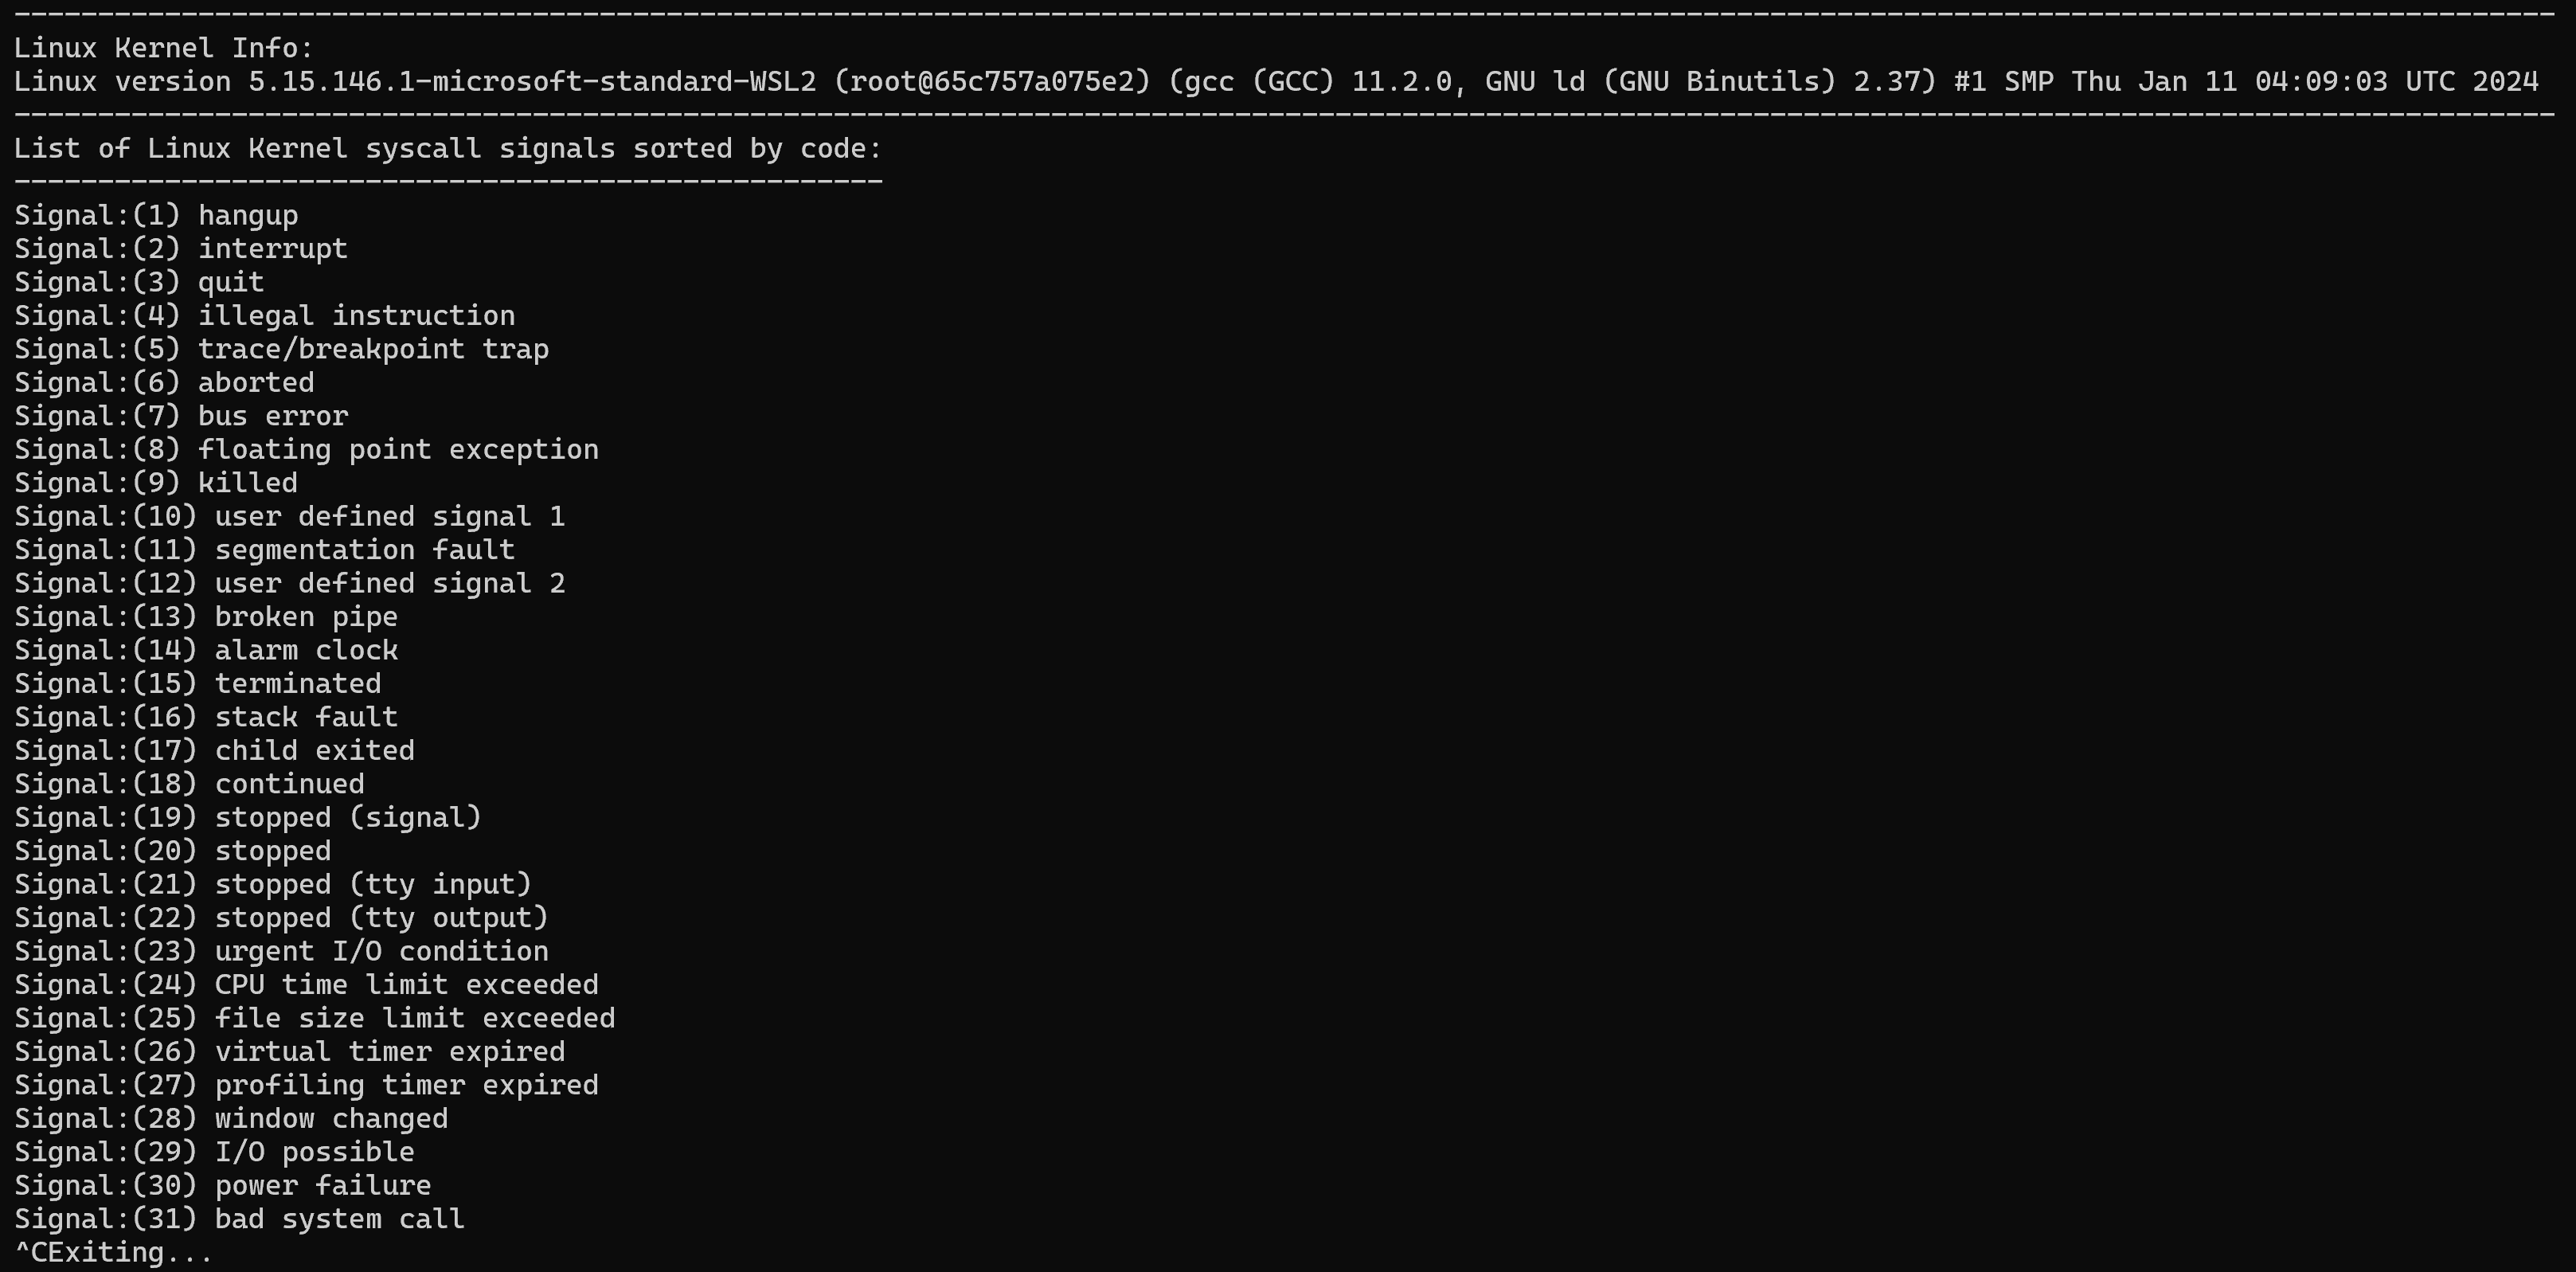 --------------------------------------------------------------------------------------------------------------------------------------------------------
Linux Kernel Info:
Linux version 5.15.146.1-microsoft-standard-WSL2 (root@65c757a075e2) (gcc (GCC) 11.2.0, GNU ld (GNU Binutils) 2.37) #1 SMP Thu Jan 11 04:09:03 UTC 2024
--------------------------------------------------------------------------------------------------------------------------------------------------------
List of Linux Kernel syscall signals sorted by code:
----------------------------------------------------
Signal:(1) hangup
Signal:(2) interrupt
Signal:(3) quit
Signal:(4) illegal instruction
Signal:(5) trace/breakpoint trap
Signal:(6) aborted
Signal:(7) bus error
Signal:(8) floating point exception
Signal:(9) killed
Signal:(10) user defined signal 1
Signal:(11) segmentation fault
Signal:(12) user defined signal 2
Signal:(13) broken pipe
Signal:(14) alarm clock
Signal:(15) terminated
Signal:(16) stack fault
Signal:(17) child exited
Signal:(18) continued
Signal:(19) stopped (signal)
Signal:(20) stopped
Signal:(21) stopped (tty input)
Signal:(22) stopped (tty output)
Signal:(23) urgent I/O condition
Signal:(24) CPU time limit exceeded
Signal:(25) file size limit exceeded
Signal:(26) virtual timer expired
Signal:(27) profiling timer expired
Signal:(28) window changed
Signal:(29) I/O possible
Signal:(30) power failure
Signal:(31) bad system call
^CExiting...